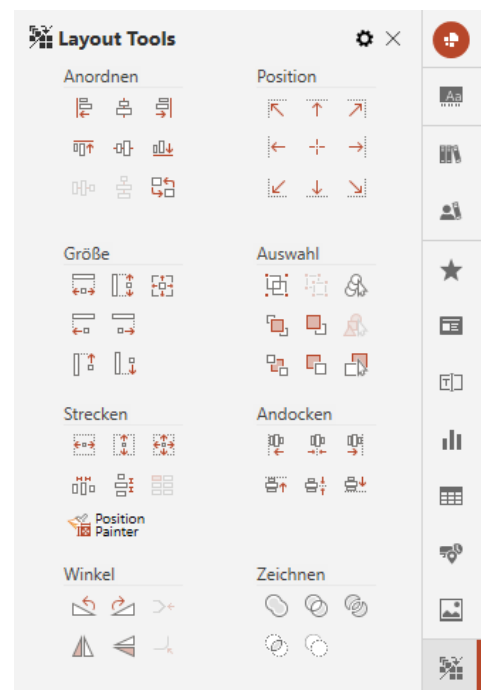 Layout Tools
Anordnen
Position
Aa
Größe
Auswahl
Strecken
Andocken
Position
Painter
Winkel
Zeichnen